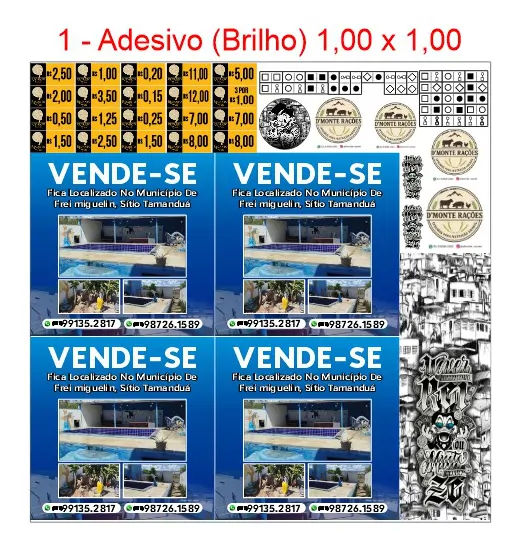 1 - Adesivo (Brilho) 1,00 x 1,00
R$2,50 R$1,00 R$0,20 R$11,00 R$5,00
R$2,00 R$3,50 R$0,15 R$12,00 3 POR R$1,00
R$0,50 R$1,25 R$0,25 R$7,00 R$7,00
R$1,50 R$2,50 R$1,50 R$8,00 R$8,00
D'MONTE RAÇÕES
D'MONTE RAÇÕES
D'MONTE RAÇÕES
D'MONTE RAÇÕES
VENDE-SE
Fica Localizado No Município De
Frei miguelin, Sítio Tamanduá
99135.2817 98726.1589
VENDE-SE
Fica Localizado No Município De
Frei miguelin, Sítio Tamanduá
99135.2817 98726.1589
VENDE-SE
Fica Localizado No Município De
Frei miguelin, Sítio Tamanduá
99135.2817 98726.1589
VENDE-SE
Fica Localizado No Município De
Frei miguelin, Sítio Tamanduá
99135.2817 98726.1589